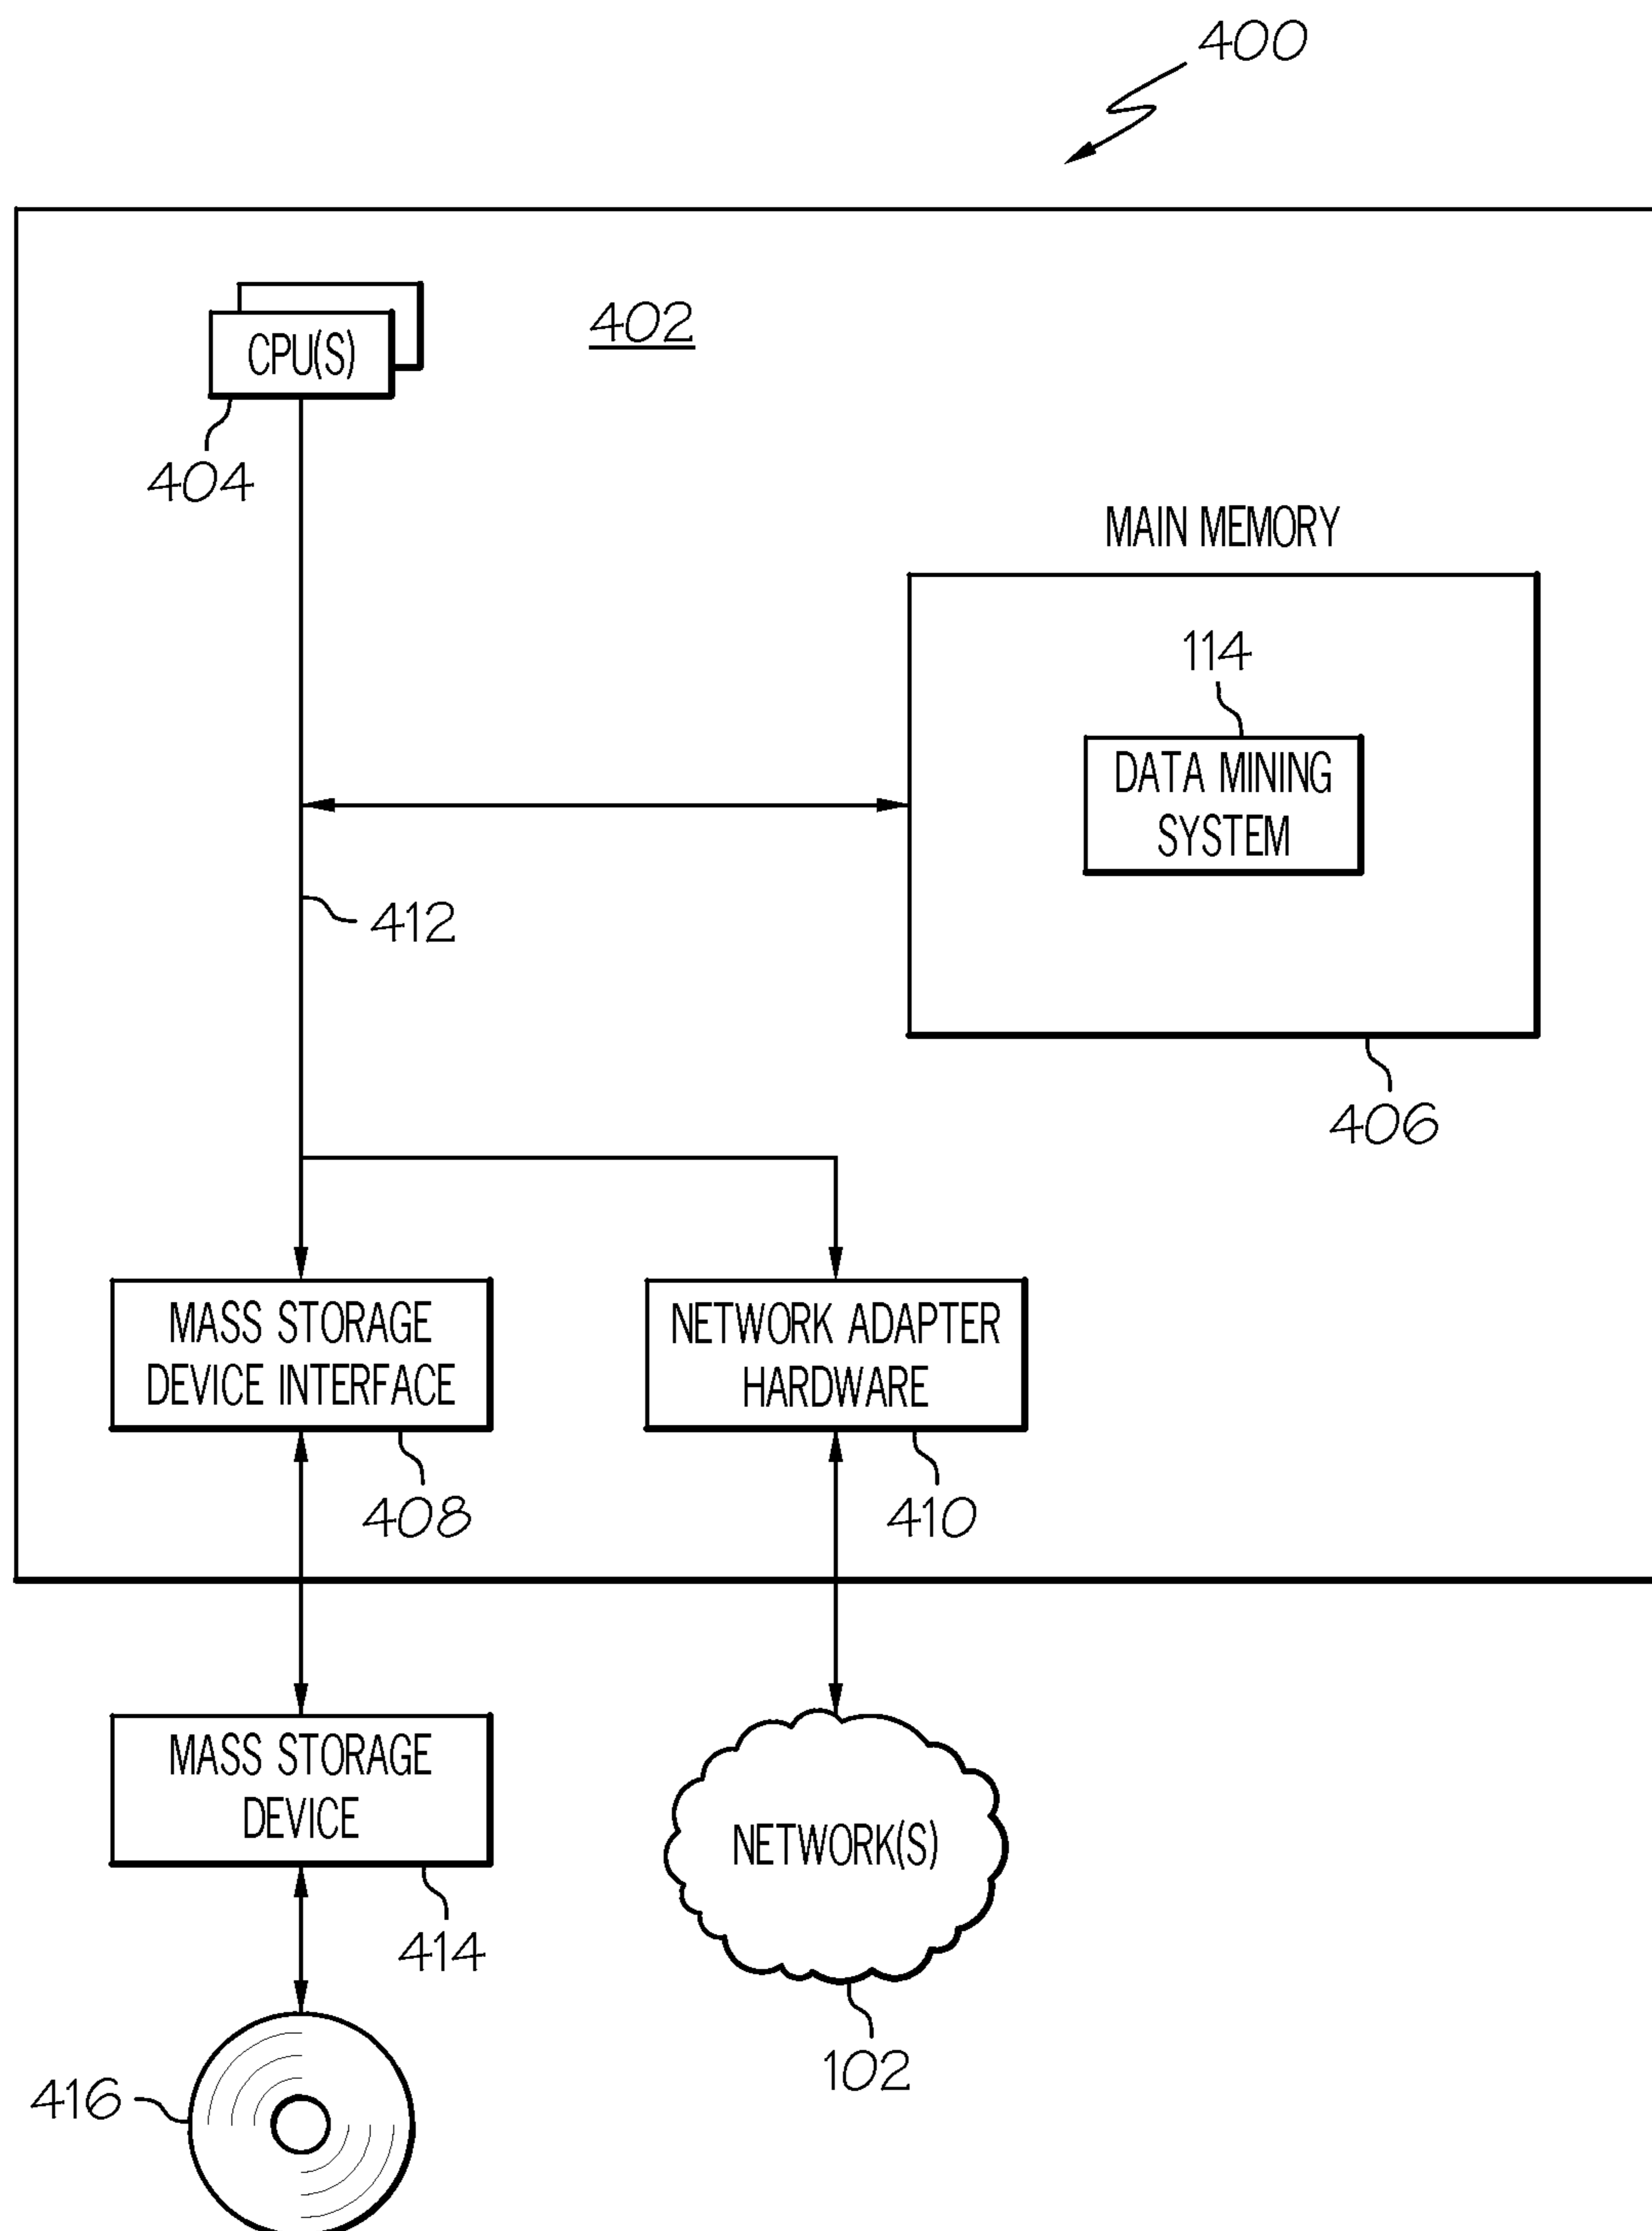 400
CPU(S)
402
404
MAIN MEMORY
114
DATA MINING
SYSTEM
412
406
MASS STORAGE
DEVICE INTERFACE
NETWORK ADAPTER
HARDWARE
408
410
MASS STORAGE
DEVICE
NETWORK(S)
414
102
416